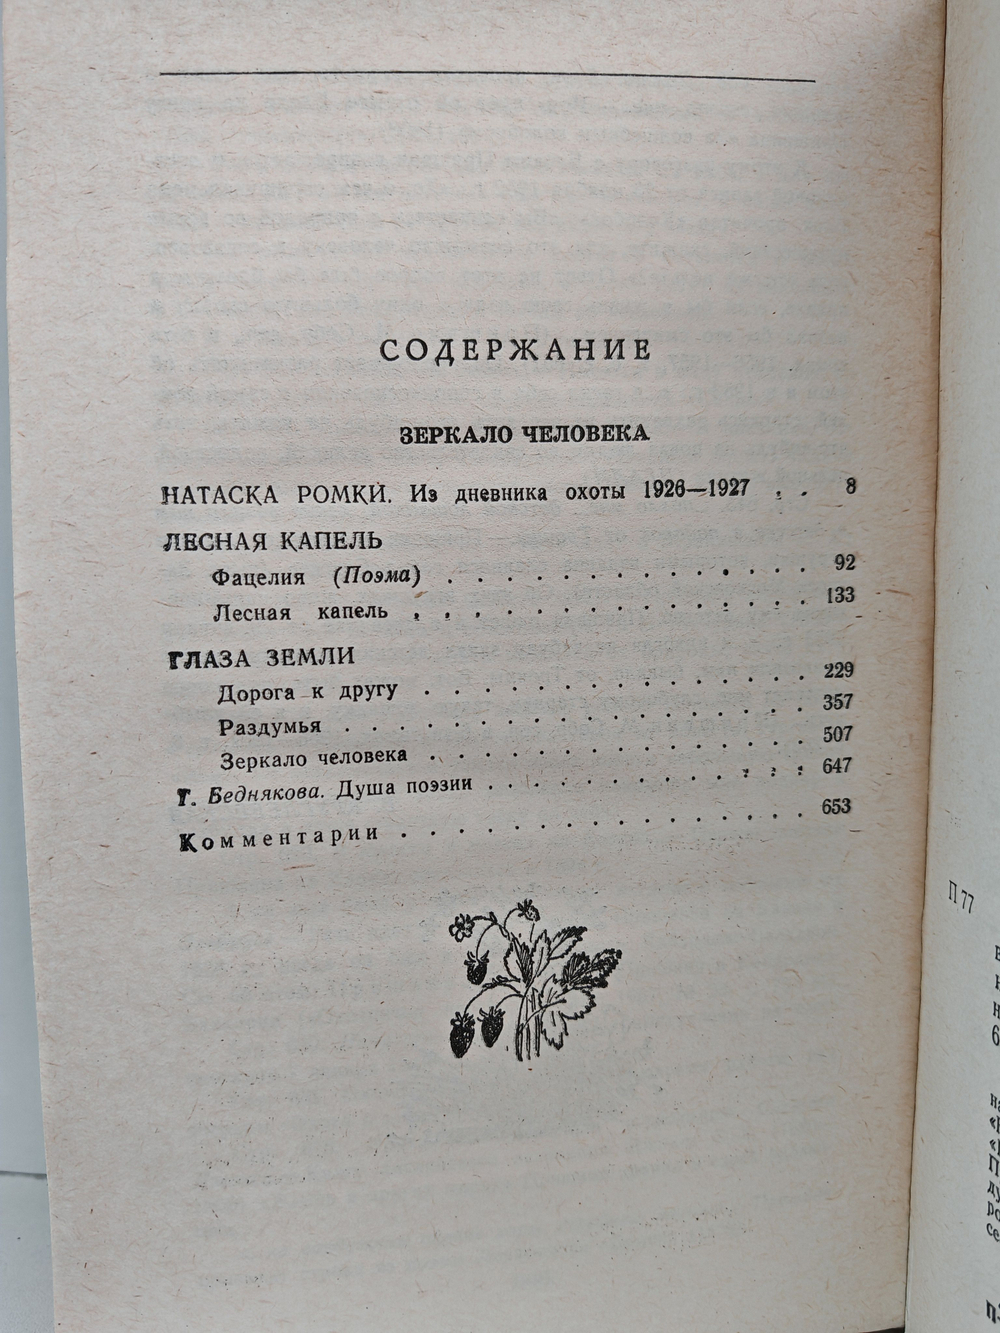 СОДЕРЖАНИЕ
ЗЕРКАЛО ЧЕЛОВЕКА
НАТАСКА РОМКИ. Из дневника охоты 1926—1927 . . 8
ЛЕСНАЯ КАПЕЛЬ
Фацелия (Поэма) . . . . . . . . . . . . . 92
Лесная капель . . . . . . . . . . . . . . 133
ГЛАЗА ЗЕМЛИ
Дорога к другу . . . . . . . . . . . . . . 229
Раздумья . . . . . . . . . . . . . . . . . 357
Зеркало человека . . . . . . . . . . . . . 507
Т. Беднякова. Душа поэзии . . . . . . . . . . . 647
Комментарии . . . . . . . . . . . . . . . 653
П 77